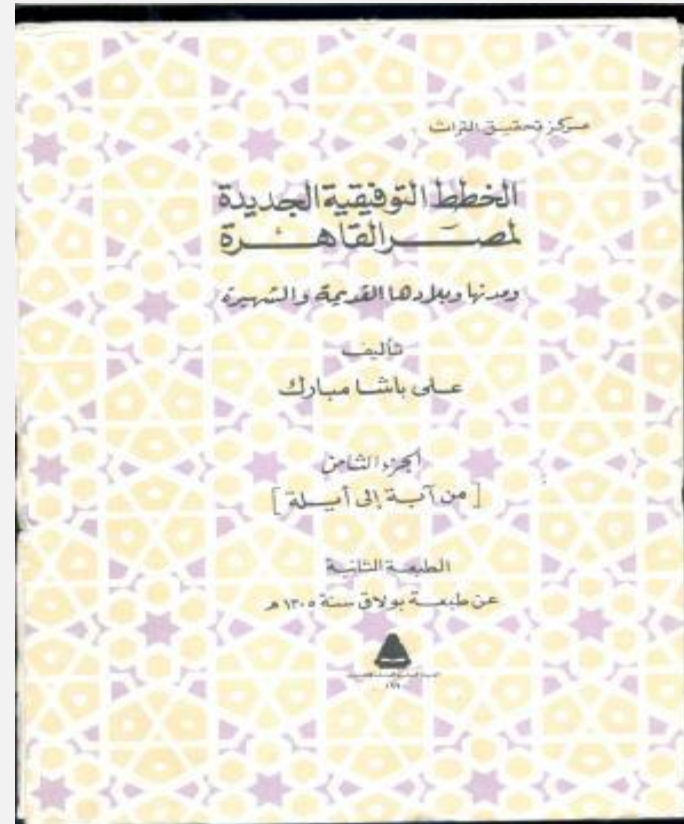 مركز تحقيق التراث
الخطط التوفيقية الجديدة
لمصر القاهرة
ومدنها وبلادها القديمة والشهيرة
تأليف
على باشا مبارك
الجزء الثامن
[من آبة إلى أيلة]
الطبعة الثانية
عن طبعة بولاق سنة ١٣٠٥ هـ